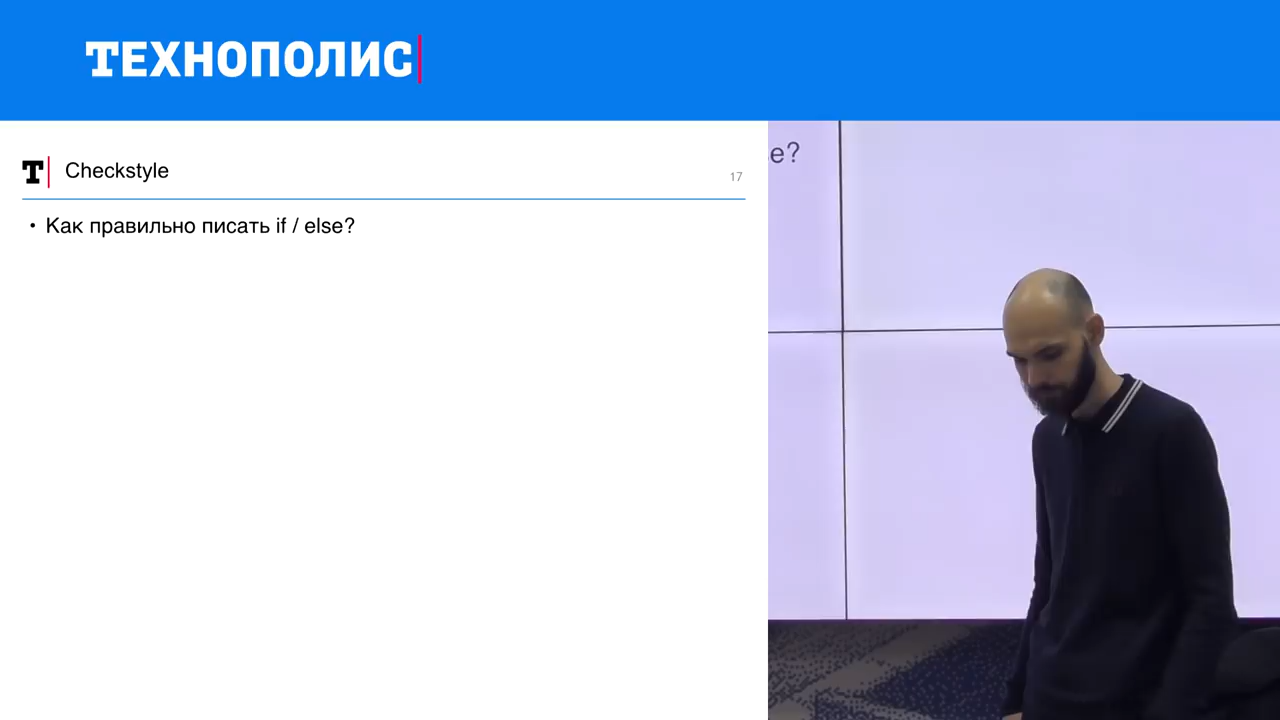 ТЕХНОПОЛИС
T Checkstyle
17
• Как правильно писать if / else?
e?